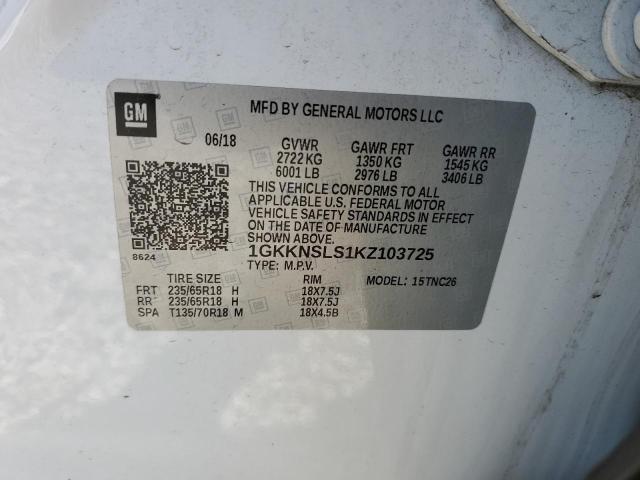 GM
MFD BY GENERAL MOTORS LLC
06/18 GVWR GAWR FRT GAWR RR
2722 KG 1350 KG 1545 KG
6001 LB 2976 LB 3406 LB
THIS VEHICLE CONFORMS TO ALL
APPLICABLE U.S. FEDERAL MOTOR
VEHICLE SAFETY STANDARDS IN EFFECT
ON THE DATE OF MANUFACTURE
SHOWN ABOVE.
1GKKNSLS1KZ103725
8624
TYPE: M.P.V. MODEL: 15TNC26
TIRE SIZE RIM
FRT 235/65R18 H 18X7.5J
RR 235/65R18 H 18X7.5J
SPA T135/70R18 M 18X4.5B